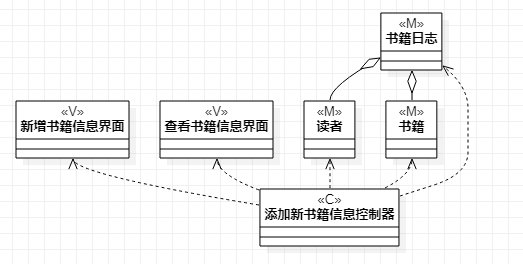 «M»
书籍日志
«V»
新增书籍信息界面
«V»
查看书籍信息界面
«M»
读者
«M»
书籍
«C»
添加新书籍信息控制器